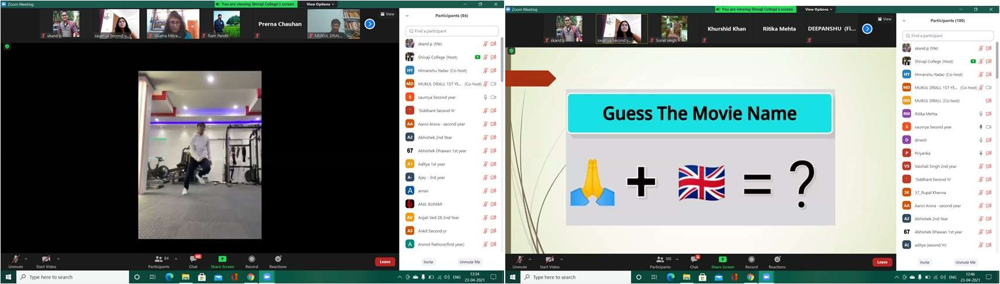 Zoom Meeting
You are viewing Shivaji College's screen
View Options
View
skand p
saumya Second y...
Shama Mitra ...
Ram Pandit
Prerna Chauhan
MUKUL DRAL...
Participants (84)
Find a participant
skand p (Me)
Shivaji College (Host)
HY Himanshu Yadav (Co-host)
MD MUKUL DRALL 1ST YE... (Co-host)
S saumya Second year
' 'Siddhant Second Yr'
AA Aanvi Arora - second year
A2 Abhishek 2nd Year
67 Abhishek Dhawan 1st year
A1 Aditya 1st year
A- Ajay - 3rd year
A aman
ANIL KUMAR
AV Anjali Ved 28 2nd Year
AS Ankit Second yr
A Anmol Rathore(first year)
Invite
Unmute Me
Unmute
Start Video
84
Participants
46
Chat
Share Screen
Record
Reactions
Leave
Type here to search
ENG
13:34
23-04-2021
Zoom Meeting
You are viewing Shivaji College's screen
View Options
View
skand p
saumya Second y...
Sonal singh
Khurshid Khan
Ritika Mehta
DEEPANSHU (Fi...
Guess The Movie Name
+ = ?
Participants (100)
Find a participant
skand p (Me)
Shivaji College (Host)
HY Himanshu Yadav (Co-host)
MD MUKUL DRALL 1ST YE... (Co-host)
MD MUKUL DRALL (Co-host)
RM Ritika Mehta
S saumya Second year
D dinesh
P Priyanka
VS Vaishali Singh 2nd year
' 'Siddhant Second Yr'
3K 37_Rupal Khanna
AA Aanvi Arora - second year
A2 Abhishek 2nd Year
67 Abhishek Dhawan 1st year
A( aditya (second Yr)
Invite
Unmute Me
Unmute
Start Video
100
Participants
4
Chat
Share Screen
Record
Reactions
Leave
Type here to search
ENG
12:46
23-04-2021